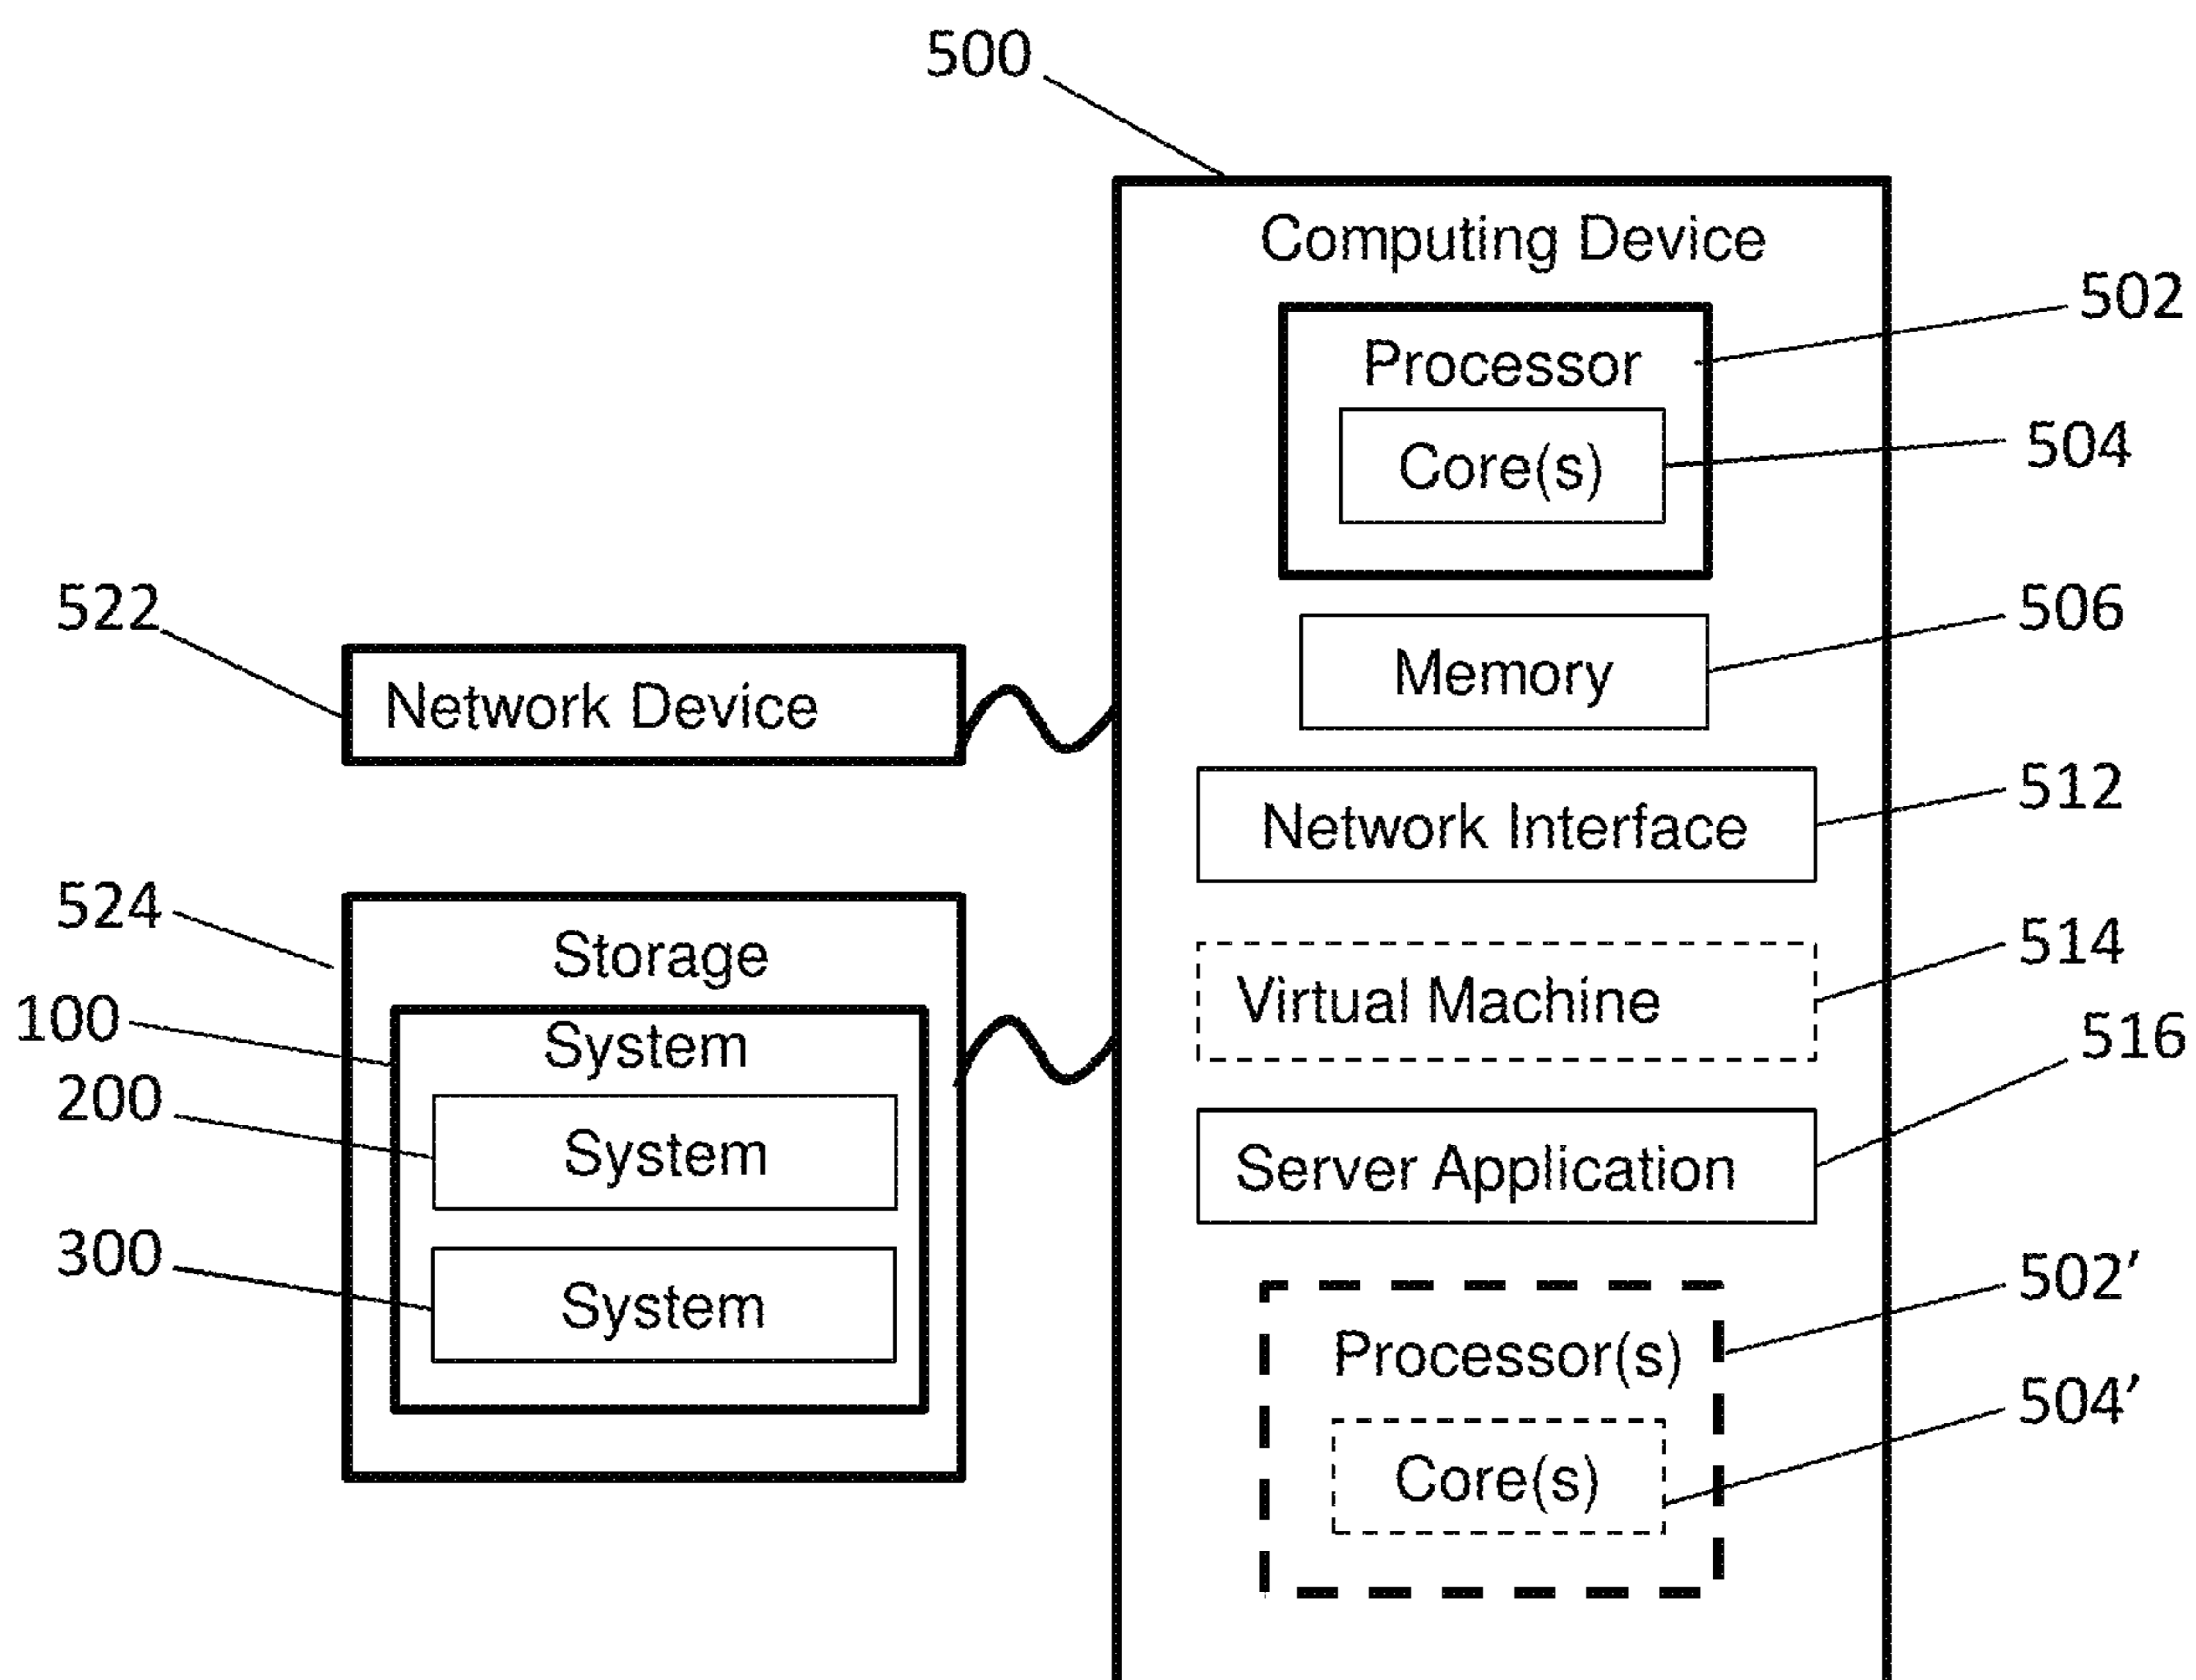 500
Computing Device
502
Processor
504
Core(s)
522
506
Network Device
Memory
512
Network Interface
524
Storage
514
100
System
Virtual Machine
200
System
516
Server Application
300
System
502’
Processor(s)
504’
Core(s)